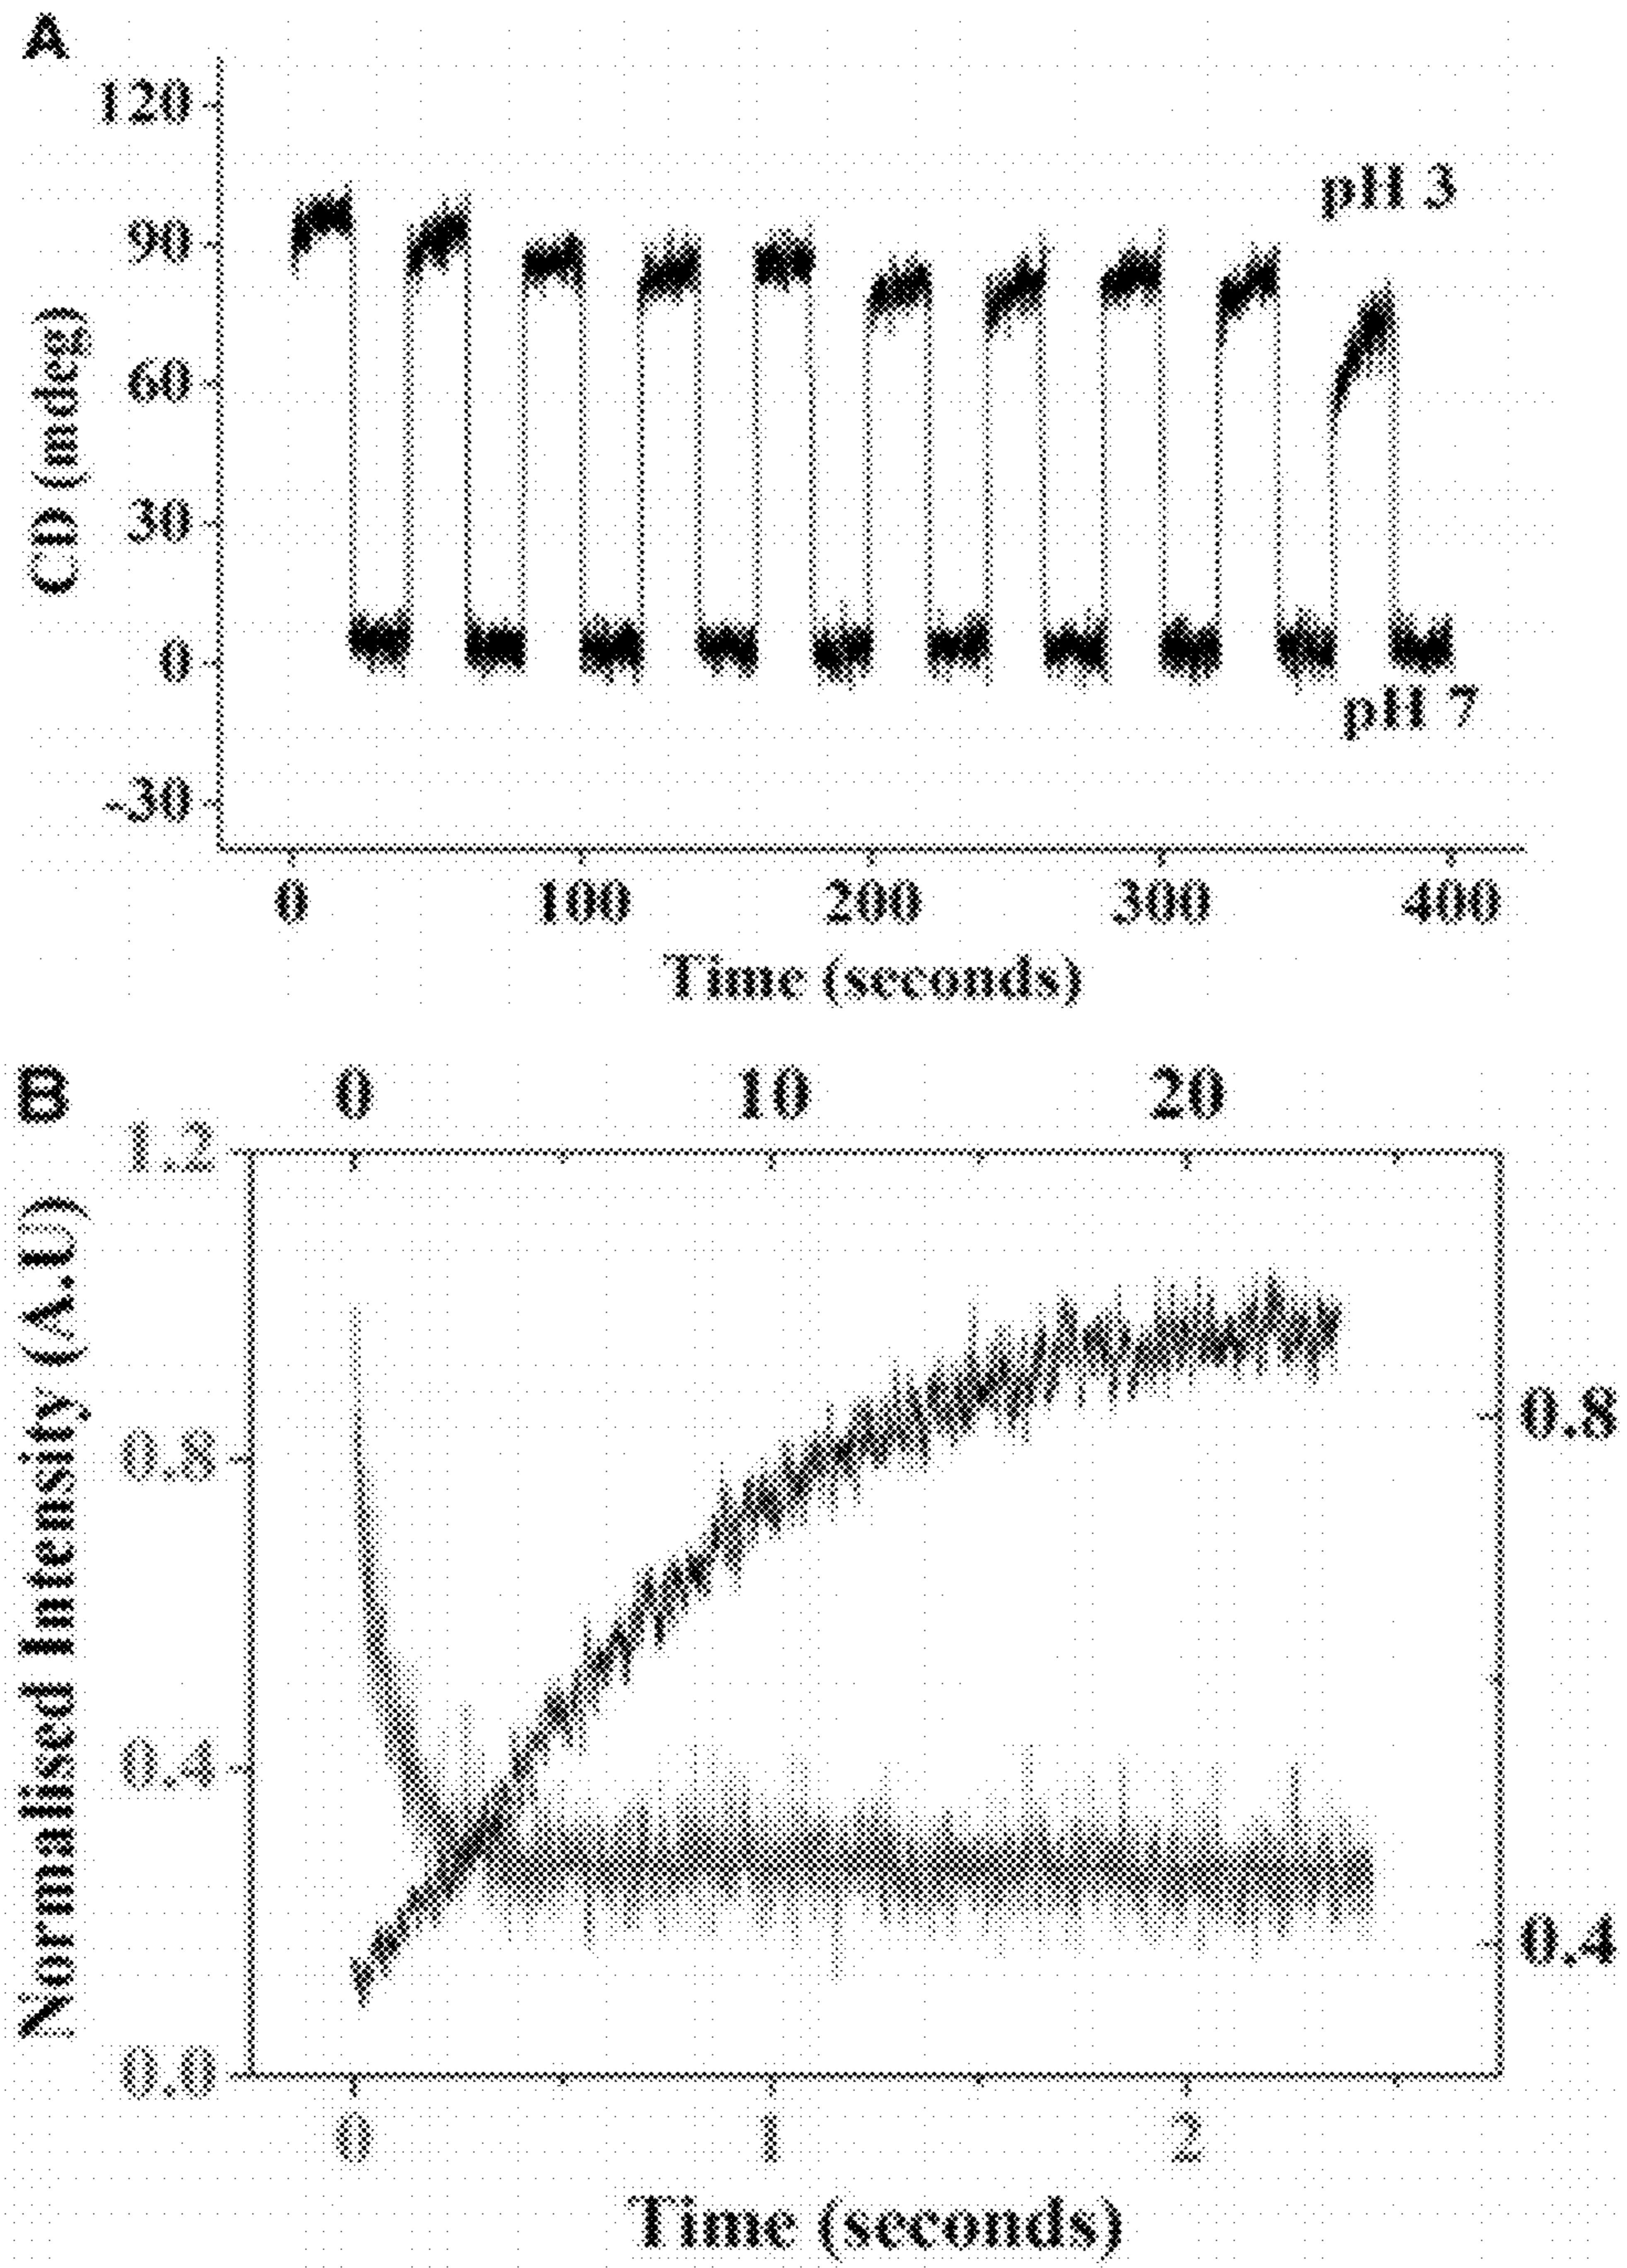 A
120
90
60
30
0
-30
CD (mdeg)
pH 3
pH 7
0 100 200 300 400
Time (seconds)
B
0 10 20
1.2
0.8
0.4
0.0
Normalised Intensity (A.U)
0.8
0.4
0 1 2
Time (seconds)